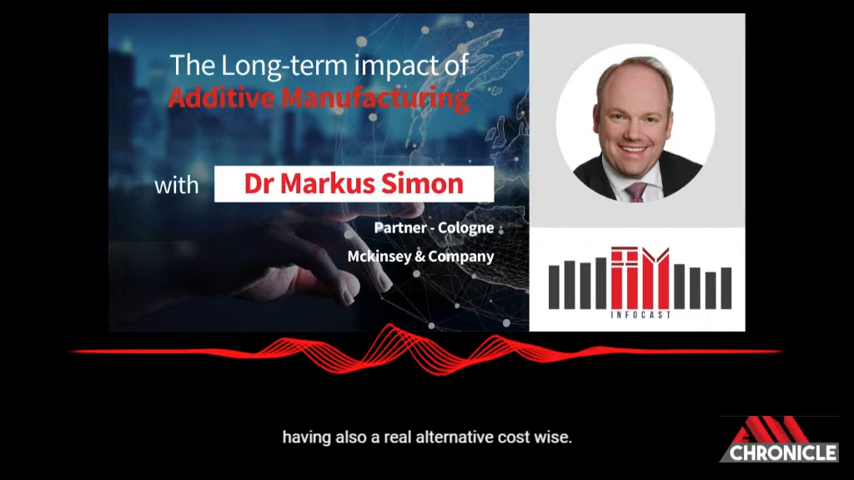 The Long-term impact of
Additive Manufacturing
with Dr Markus Simon
Partner - Cologne
Mckinsey & Company
INFOCAST
having also a real alternative cost wise.
AM
CHRONICLE